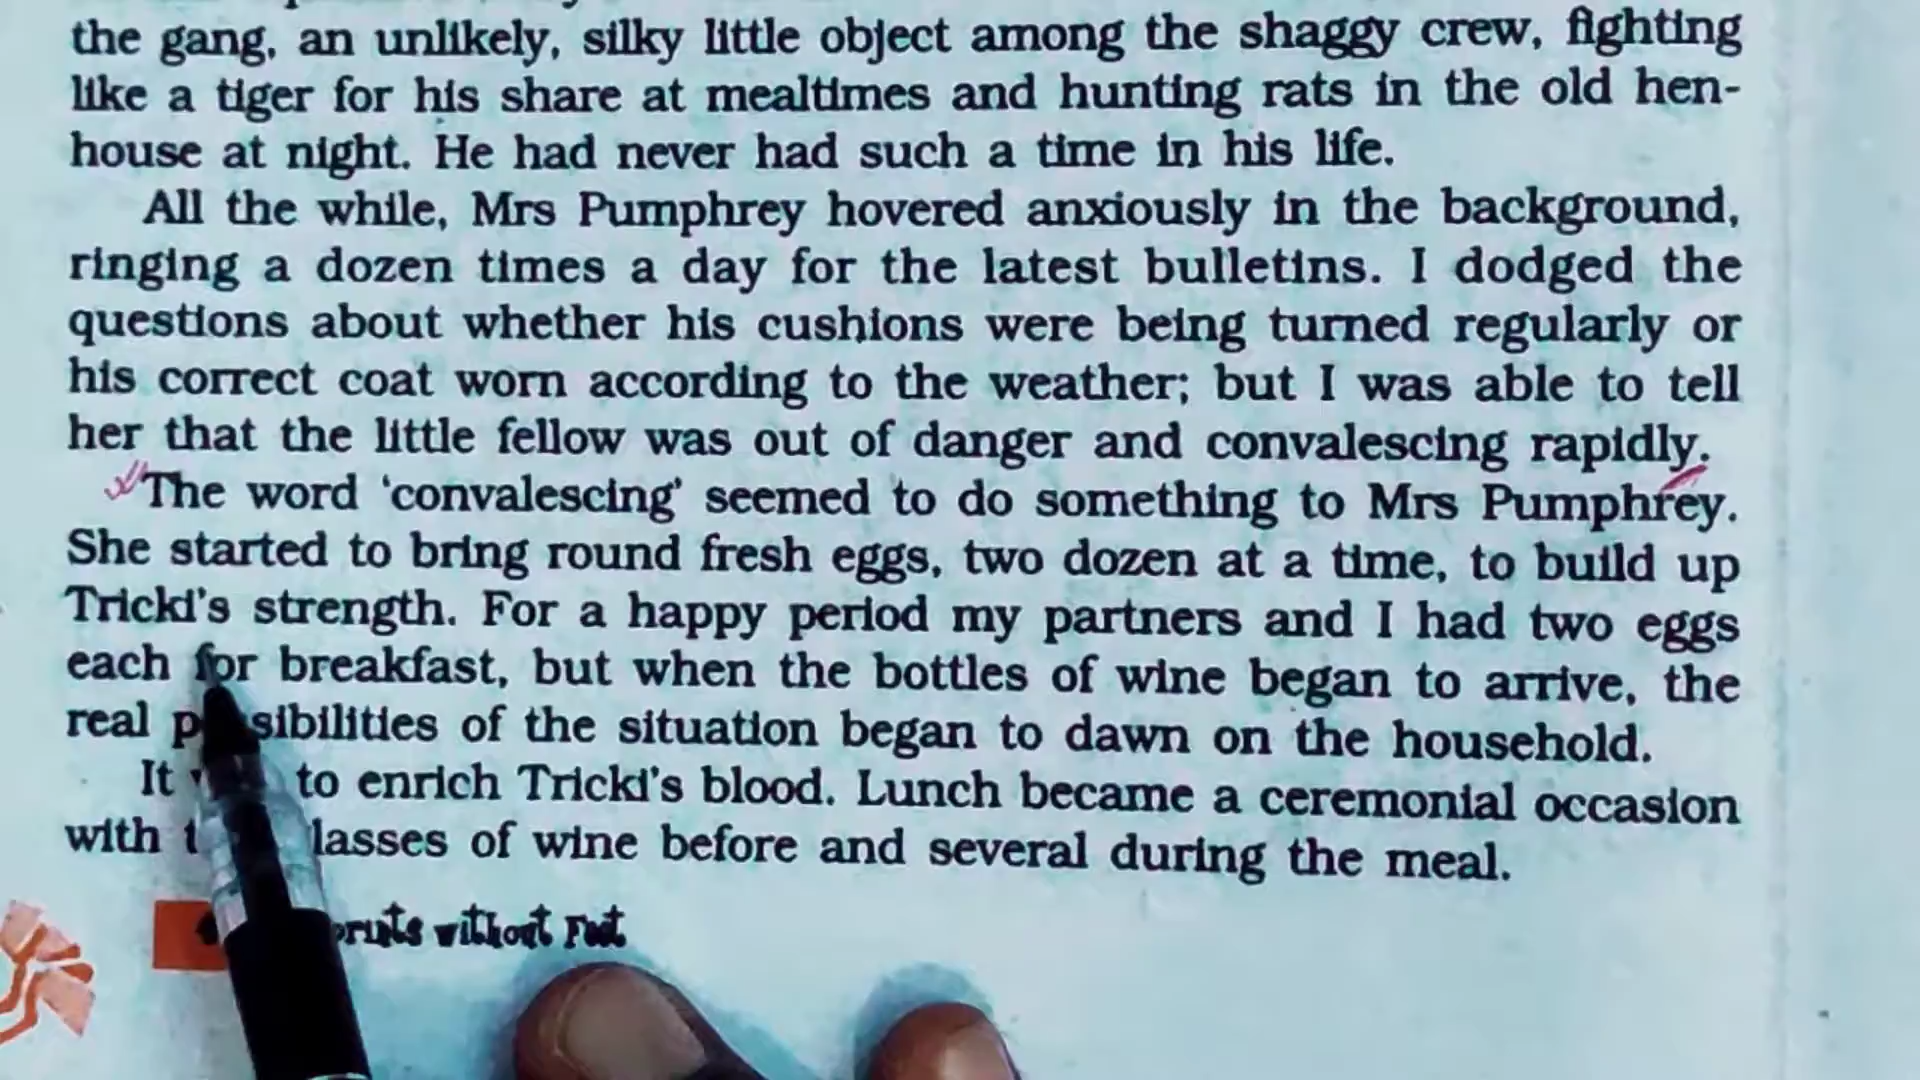 the gang, an unlikely, silky little object among the shaggy crew, fighting
like a tiger for his share at mealtimes and hunting rats in the old hen-
house at night. He had never had such a time in his life.
All the while, Mrs Pumphrey hovered anxiously in the background,
ringing a dozen times a day for the latest bulletins. I dodged the
questions about whether his cushions were being turned regularly or
his correct coat worn according to the weather; but I was able to tell
her that the little fellow was out of danger and convalescing rapidly.
The word ‘convalescing’ seemed to do something to Mrs Pumphrey.
She started to bring round fresh eggs, two dozen at a time, to build up
Tricki's strength. For a happy period my partners and I had two eggs
each for breakfast, but when the bottles of wine began to arrive, the
real sibilities of the situation began to dawn on the household.
It to enrich Tricki's blood. Lunch became a ceremonial occasion
with lasses of wine before and several during the meal.
prints without Feet